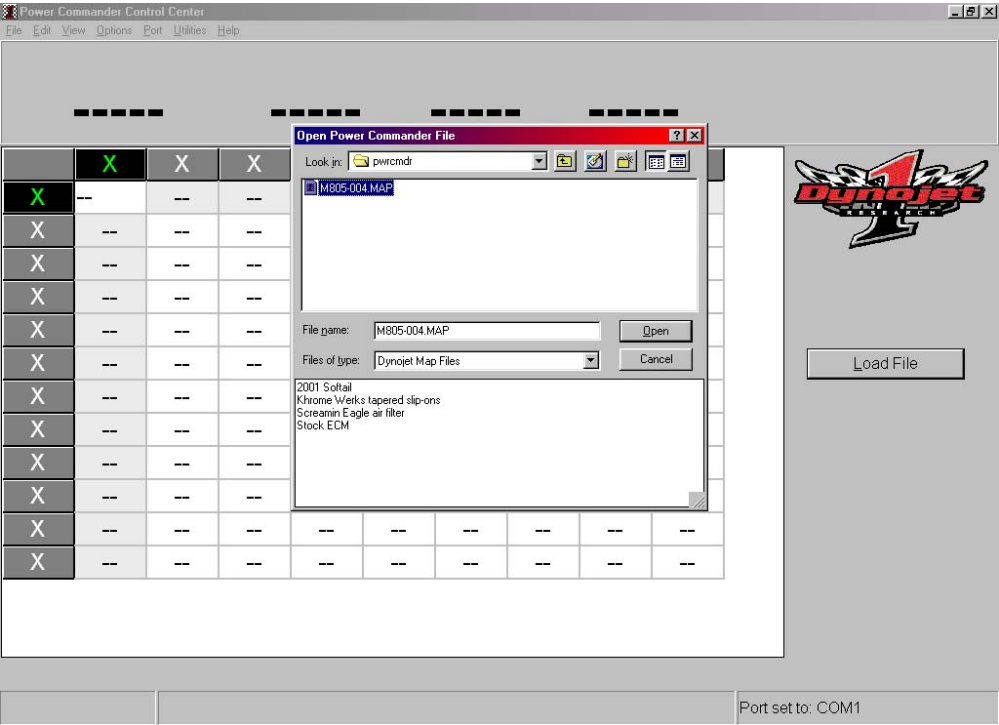 Power Commander Control Center
File Edit View Options Port Utilities Help
----- ----- ----- -----
Open Power Commander File
Look in: pwrcmdr
M805-004.MAP
File name: M805-004.MAP Open
Files of type: Dynojet Map Files Cancel
2001 Softail
Khrome Werks tapered slip-ons
Screamin Eagle air filter
Stock ECM
X X X
X -- -- --
X -- -- --
X -- -- --
X -- -- --
X -- -- --
X -- -- --
X -- -- --
X -- -- --
X -- -- --
X -- -- --
X -- -- -- -- -- -- -- -- --
X -- -- -- -- -- -- -- -- --
Dynojet
RESEARCH
1
Load File
Port set to: COM1